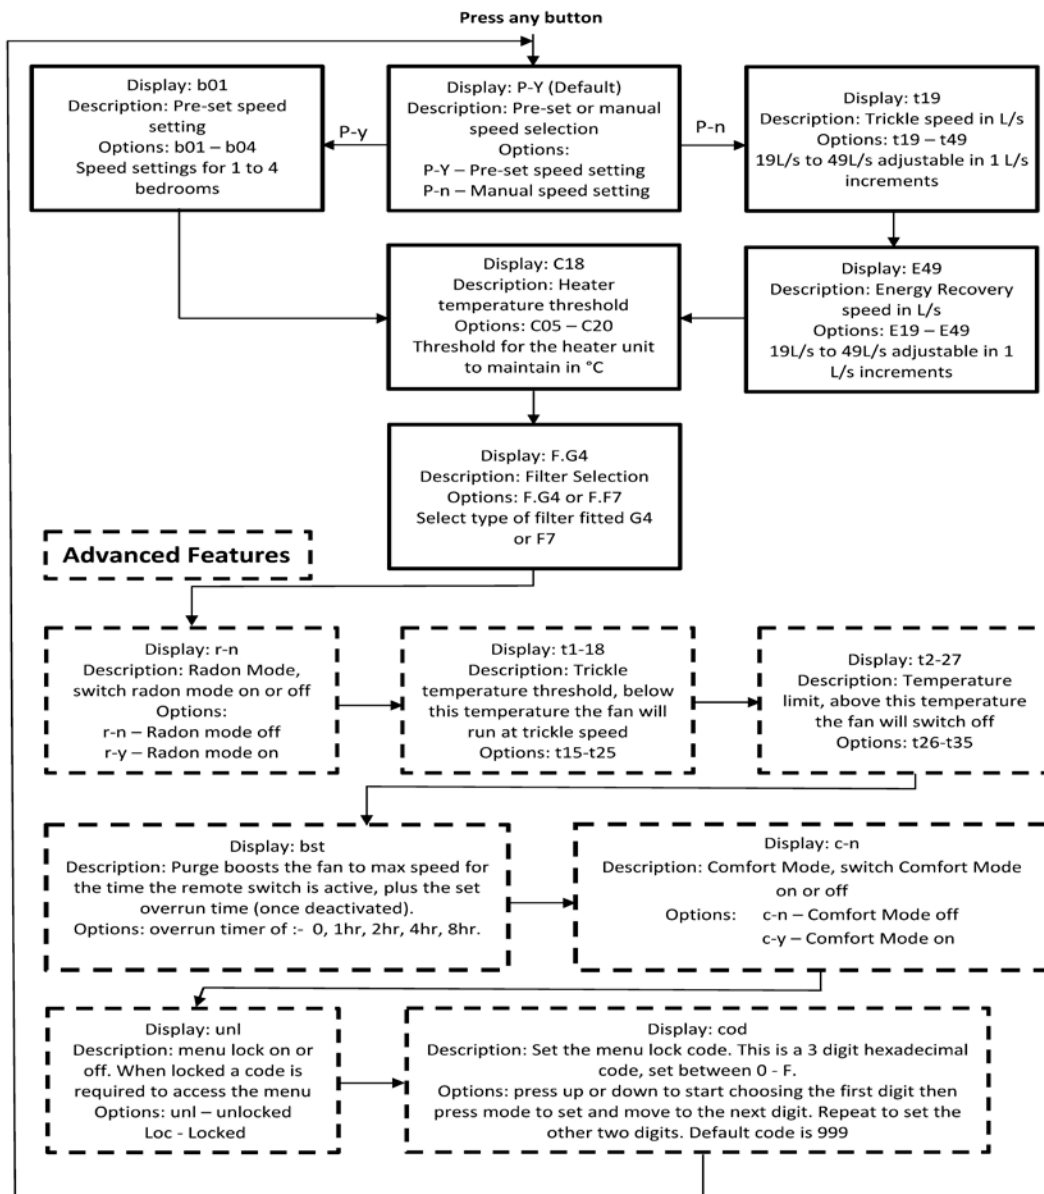 Press any button
Display: b01
Description: Pre-set speed
setting
Options: b01 – b04
Speed settings for 1 to 4
bedrooms
P-y
Display: P-Y (Default)
Description: Pre-set or manual
speed selection
Options:
P-Y – Pre-set speed setting
P-n – Manual speed setting
P-n
Display: t19
Description: Trickle speed in L/s
Options: t19 – t49
19L/s to 49L/s adjustable in 1 L/s
increments
Display: C18
Description: Heater
temperature threshold
Options: C05 – C20
Threshold for the heater unit
to maintain in °C
Display: E49
Description: Energy Recovery
speed in L/s
Options: E19 – E49
19L/s to 49L/s adjustable in 1
L/s increments
Display: F.G4
Description: Filter Selection
Options: F.G4 or F.F7
Select type of filter fitted G4
or F7
Advanced Features
Display: r-n
Description: Radon Mode,
switch radon mode on or off
Options:
r-n – Radon mode off
r-y – Radon mode on
Display: t1-18
Description: Trickle
temperature threshold, below
this temperature the fan will
run at trickle speed
Options: t15-t25
Display: t2-27
Description: Temperature
limit, above this temperature
the fan will switch off
Options: t26-t35
Display: bst
Description: Purge boosts the fan to max speed for
the time the remote switch is active, plus the set
overrun time (once deactivated).
Options: overrun timer of :- 0, 1hr, 2hr, 4hr, 8hr.
Display: c-n
Description: Comfort Mode, switch Comfort Mode
on or off
Options: c-n – Comfort Mode off
c-y – Comfort Mode on
Display: unl
Description: menu lock on or
off. When locked a code is
required to access the menu
Options: unl – unlocked
Loc - Locked
Display: cod
Description: Set the menu lock code. This is a 3 digit hexadecimal
code, set between 0 - F.
Options: press up or down to start choosing the first digit then
press mode to set and move to the next digit. Repeat to set the
other two digits. Default code is 999